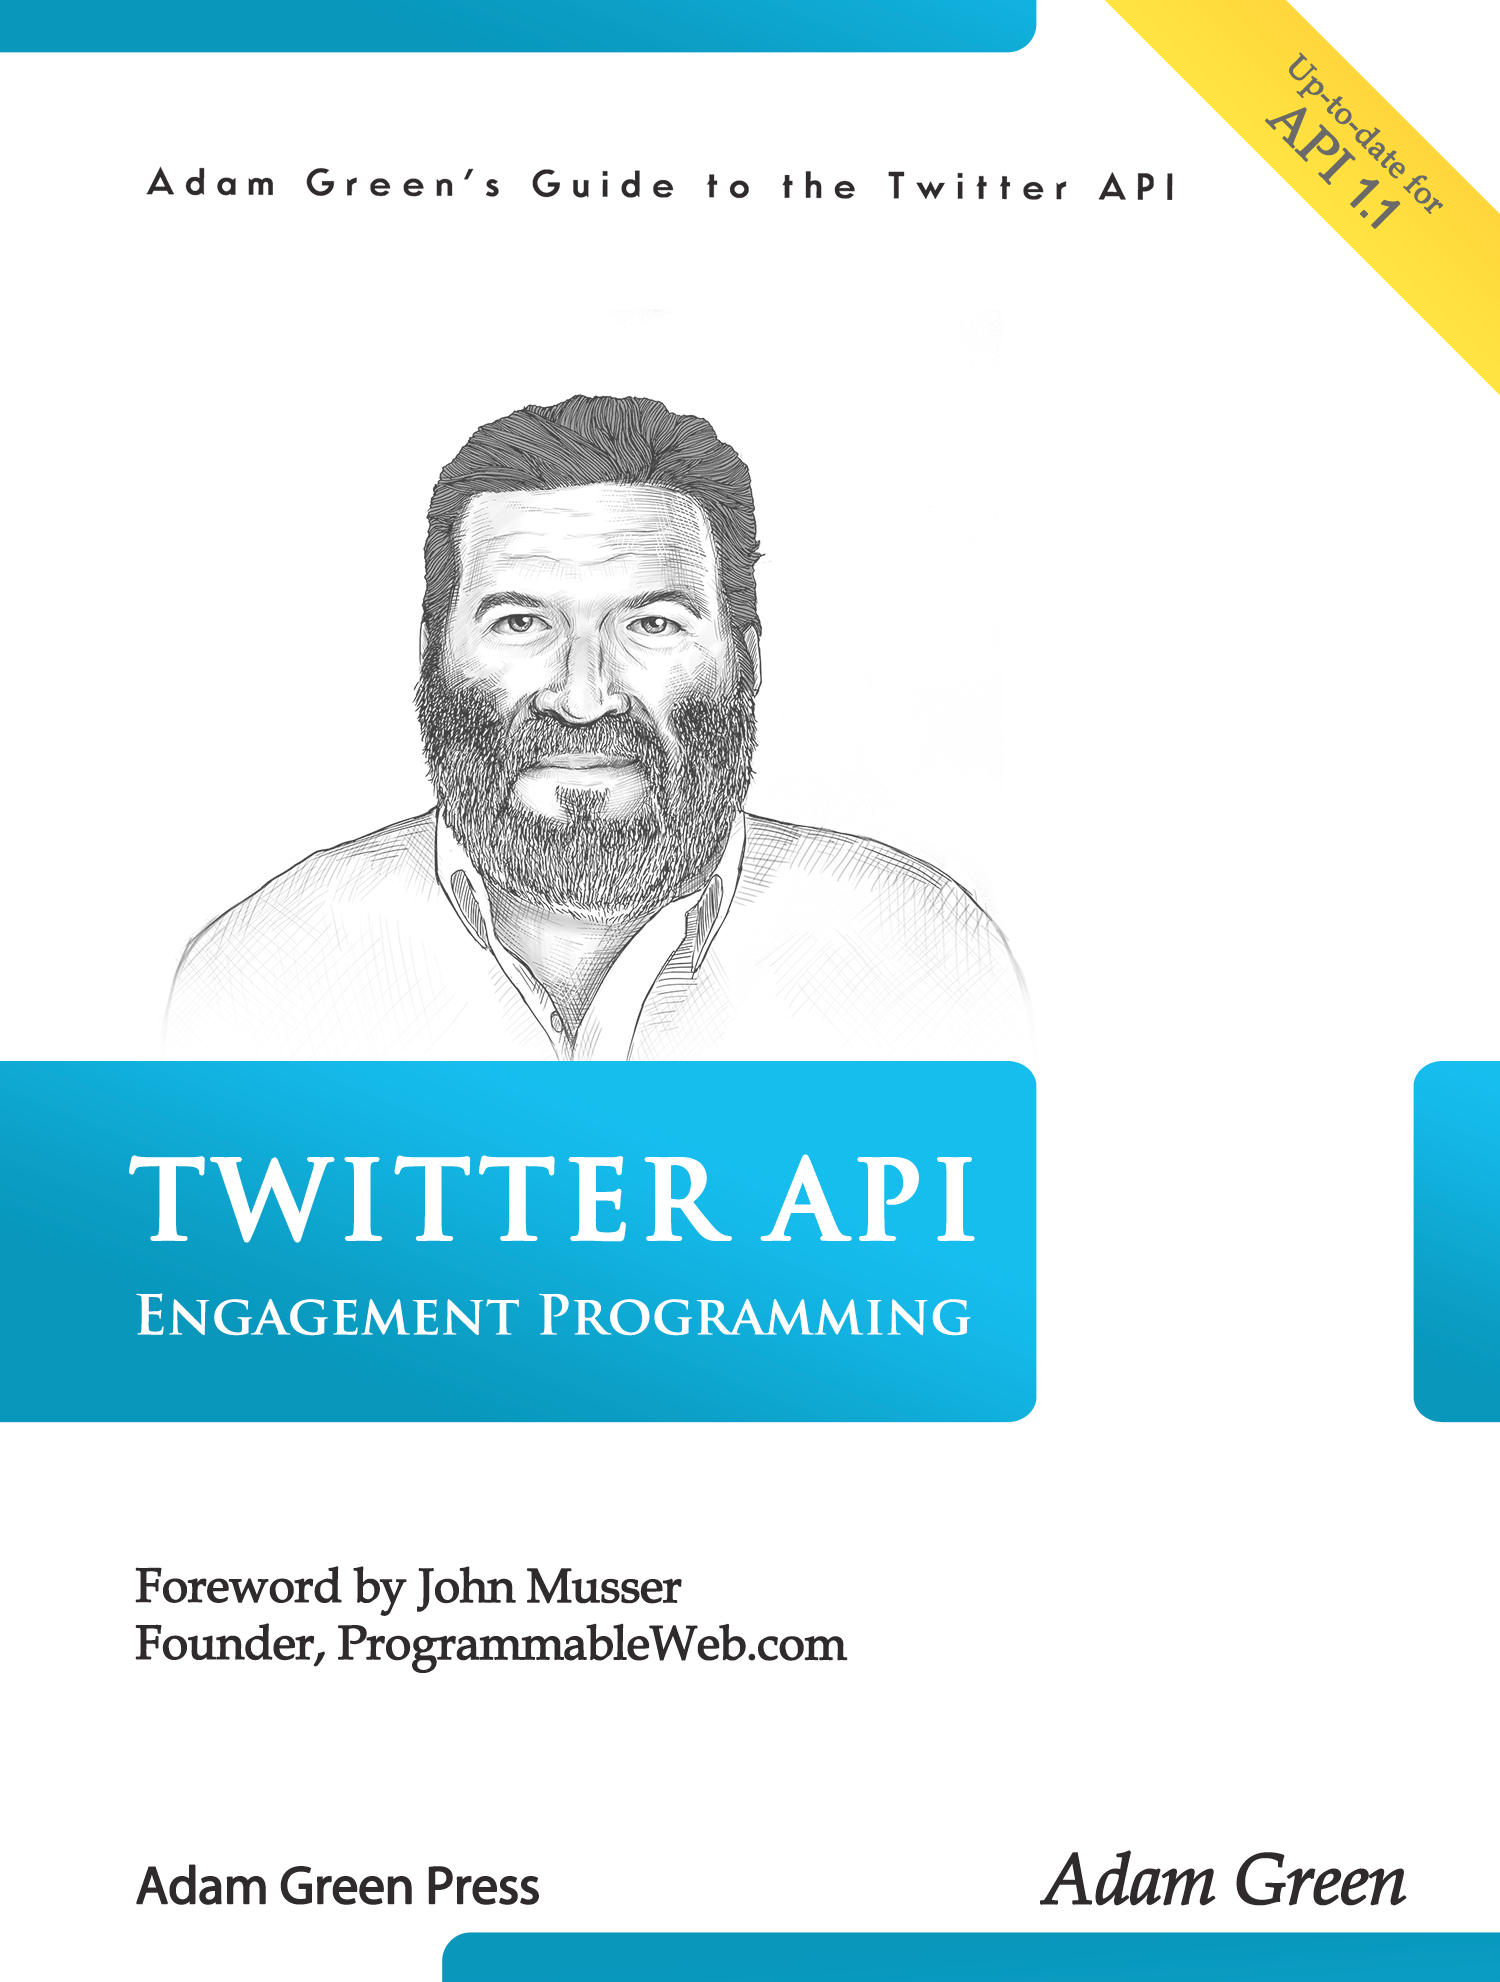 Up-to-date for
API 1.1
Adam Green's Guide to the Twitter API
TWITTER API
ENGAGEMENT PROGRAMMING
Foreword by John Musser
Founder, ProgrammableWeb.com
Adam Green Press
Adam Green